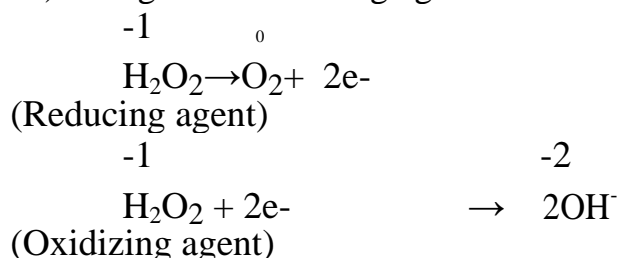 -1 0
H₂O₂→O₂+ 2e-
(Reducing agent)
-1 -2
H₂O₂ + 2e- → 2OH⁻
(Oxidizing agent)